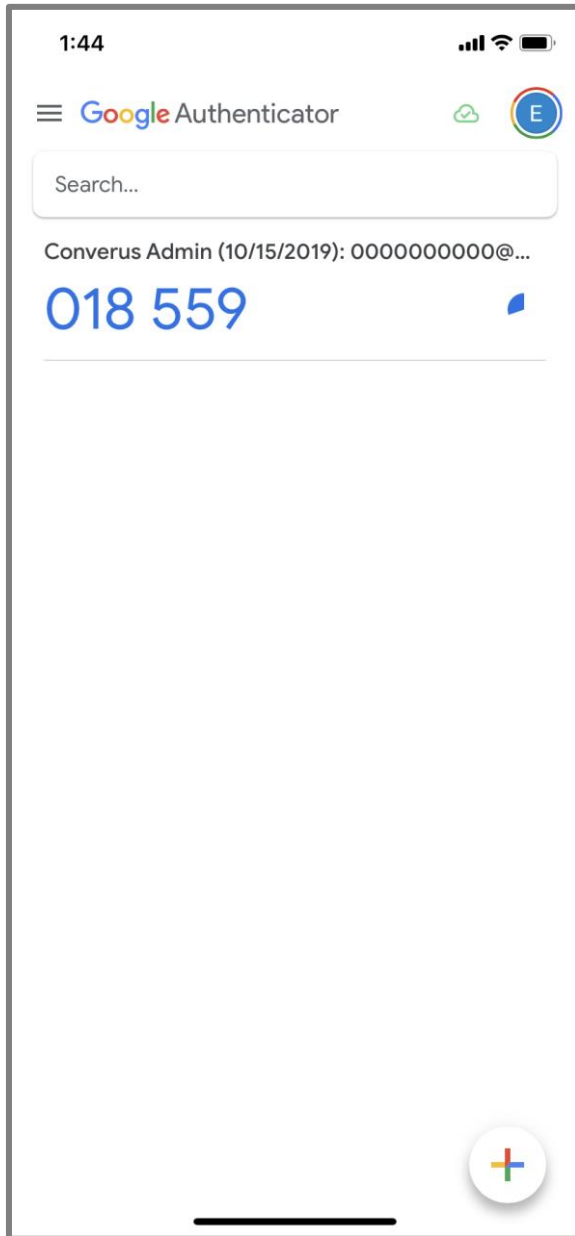 1:44
Google Authenticator
E
Search...
Converus Admin (10/15/2019): 0000000000@...
018 559